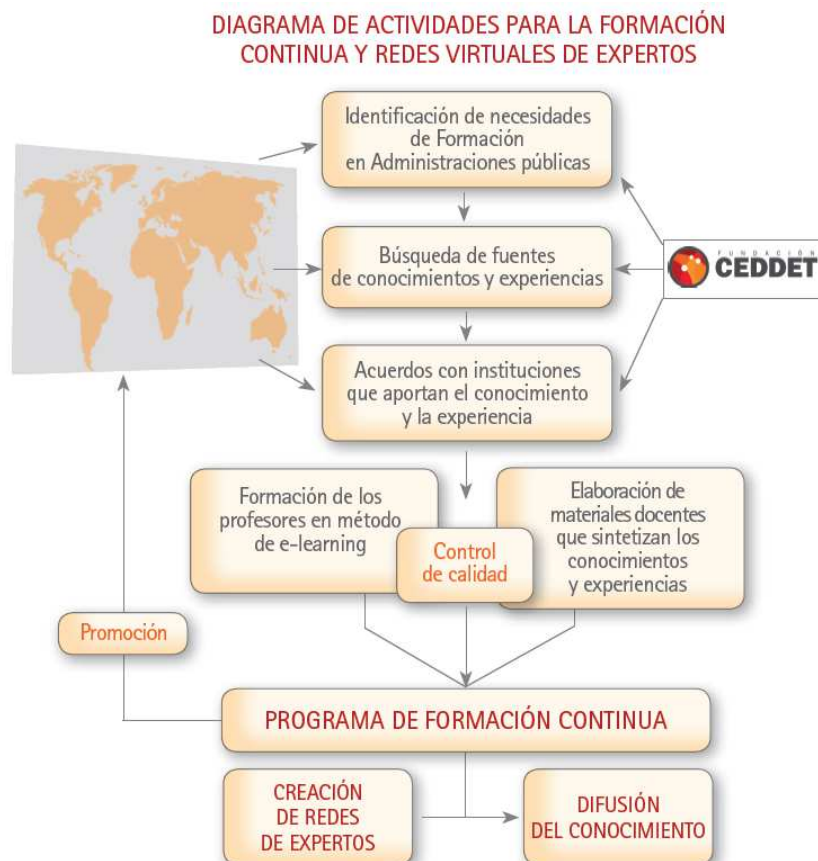 DIAGRAMA DE ACTIVIDADES PARA LA FORMACIÓN
CONTINUA Y REDES VIRTUALES DE EXPERTOS
Identificación de necesidades
de Formación
en Administraciones públicas
Búsqueda de fuentes
de conocimientos y experiencias
FUNDACIÓN
CEDDET
Acuerdos con instituciones
que aportan el conocimiento
y la experiencia
Formación de los
profesores en método
de e-learning
Control
de calidad
Elaboración de
materiales docentes
que sintetizan los
conocimientos
y experiencias
Promoción
PROGRAMA DE FORMACIÓN CONTINUA
CREACIÓN
DE REDES
DE EXPERTOS
DIFUSIÓN
DEL CONOCIMIENTO